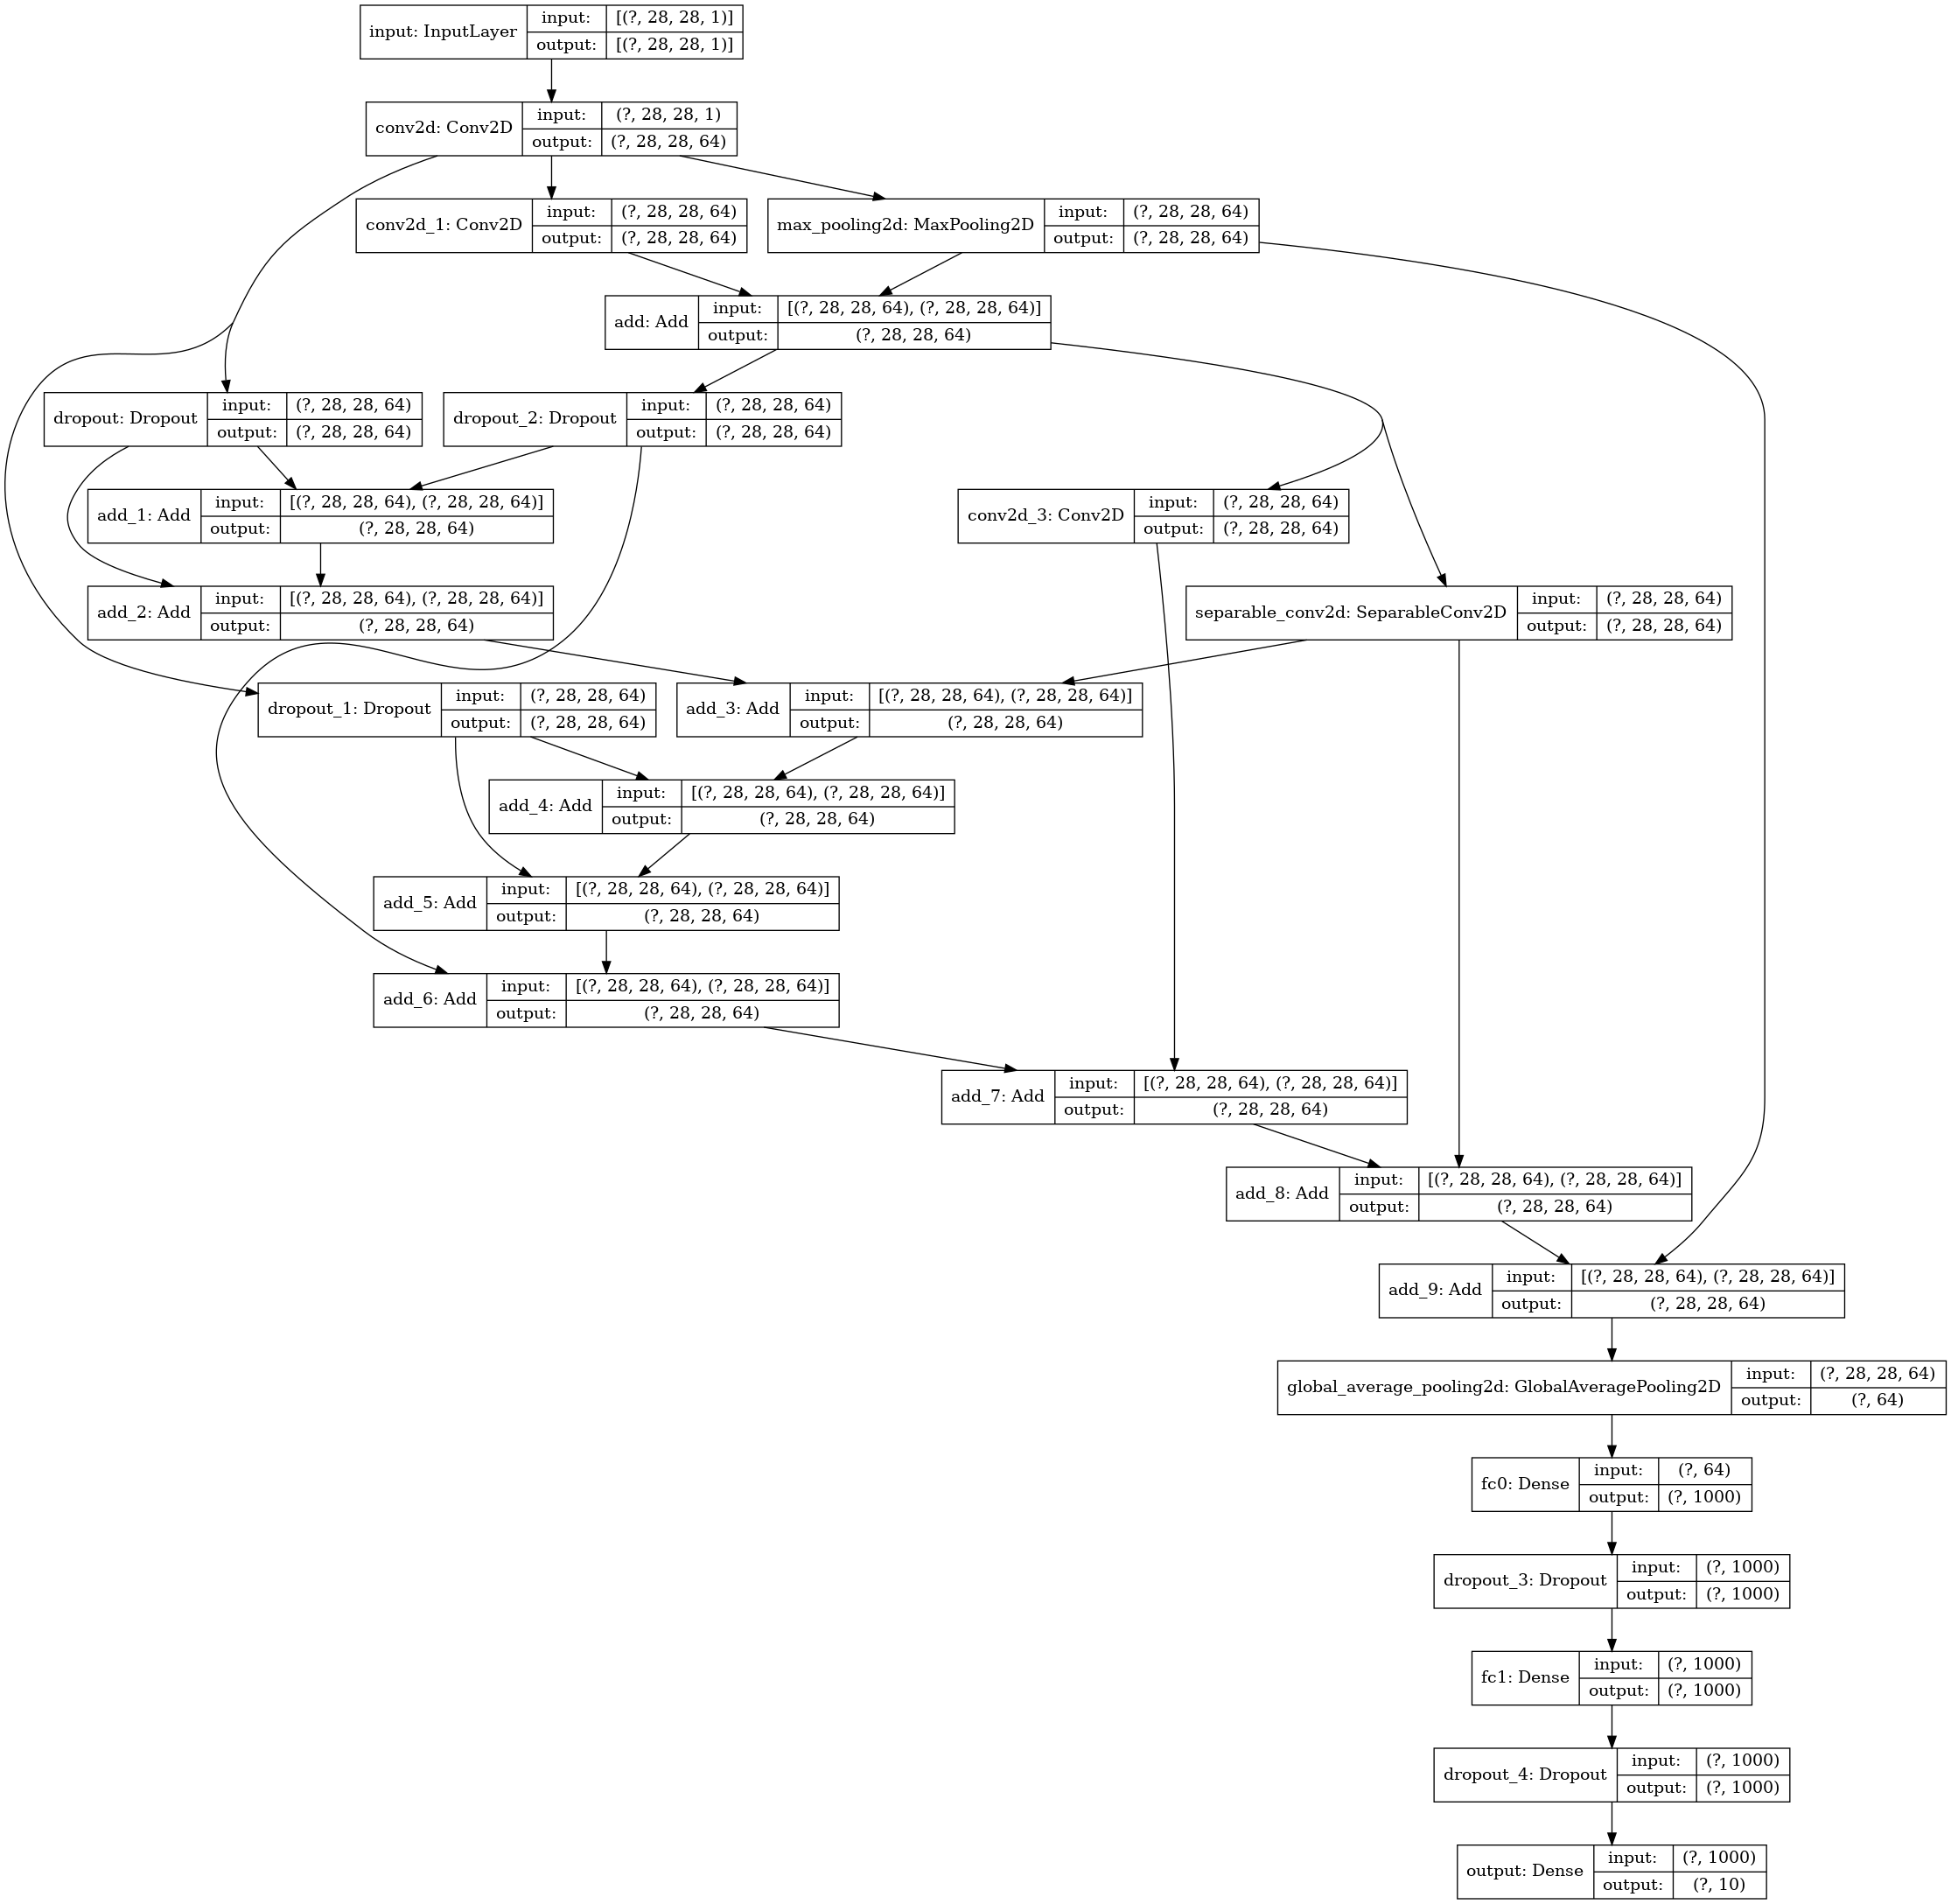 input: InputLayer
input: [(?, 28, 28, 1)]
output: [(?, 28, 28, 1)]
conv2d: Conv2D
input: (?, 28, 28, 1)
output: (?, 28, 28, 64)
conv2d_1: Conv2D
input: (?, 28, 28, 64)
output: (?, 28, 28, 64)
max_pooling2d: MaxPooling2D
input: (?, 28, 28, 64)
output: (?, 28, 28, 64)
add: Add
input: [(?, 28, 28, 64), (?, 28, 28, 64)]
output: (?, 28, 28, 64)
dropout: Dropout
input: (?, 28, 28, 64)
output: (?, 28, 28, 64)
dropout_2: Dropout
input: (?, 28, 28, 64)
output: (?, 28, 28, 64)
add_1: Add
input: [(?, 28, 28, 64), (?, 28, 28, 64)]
output: (?, 28, 28, 64)
conv2d_3: Conv2D
input: (?, 28, 28, 64)
output: (?, 28, 28, 64)
add_2: Add
input: [(?, 28, 28, 64), (?, 28, 28, 64)]
output: (?, 28, 28, 64)
separable_conv2d: SeparableConv2D
input: (?, 28, 28, 64)
output: (?, 28, 28, 64)
dropout_1: Dropout
input: (?, 28, 28, 64)
output: (?, 28, 28, 64)
add_3: Add
input: [(?, 28, 28, 64), (?, 28, 28, 64)]
output: (?, 28, 28, 64)
add_4: Add
input: [(?, 28, 28, 64), (?, 28, 28, 64)]
output: (?, 28, 28, 64)
add_5: Add
input: [(?, 28, 28, 64), (?, 28, 28, 64)]
output: (?, 28, 28, 64)
add_6: Add
input: [(?, 28, 28, 64), (?, 28, 28, 64)]
output: (?, 28, 28, 64)
add_7: Add
input: [(?, 28, 28, 64), (?, 28, 28, 64)]
output: (?, 28, 28, 64)
add_8: Add
input: [(?, 28, 28, 64), (?, 28, 28, 64)]
output: (?, 28, 28, 64)
add_9: Add
input: [(?, 28, 28, 64), (?, 28, 28, 64)]
output: (?, 28, 28, 64)
global_average_pooling2d: GlobalAveragePooling2D
input: (?, 28, 28, 64)
output: (?, 64)
fc0: Dense
input: (?, 64)
output: (?, 1000)
dropout_3: Dropout
input: (?, 1000)
output: (?, 1000)
fc1: Dense
input: (?, 1000)
output: (?, 1000)
dropout_4: Dropout
input: (?, 1000)
output: (?, 1000)
output: Dense
input: (?, 1000)
output: (?, 10)